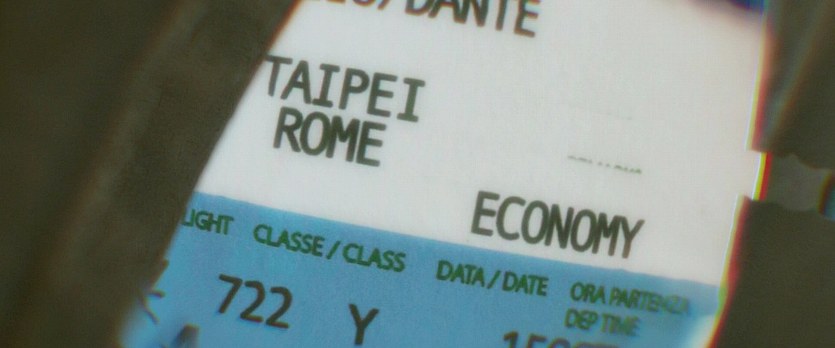 /DANTE
TAIPEI
ROME
ECONOMY
LIGHT CLASSE/CLASS DATA/DATE ORA PARTENZA
DEP TIME
722 Y